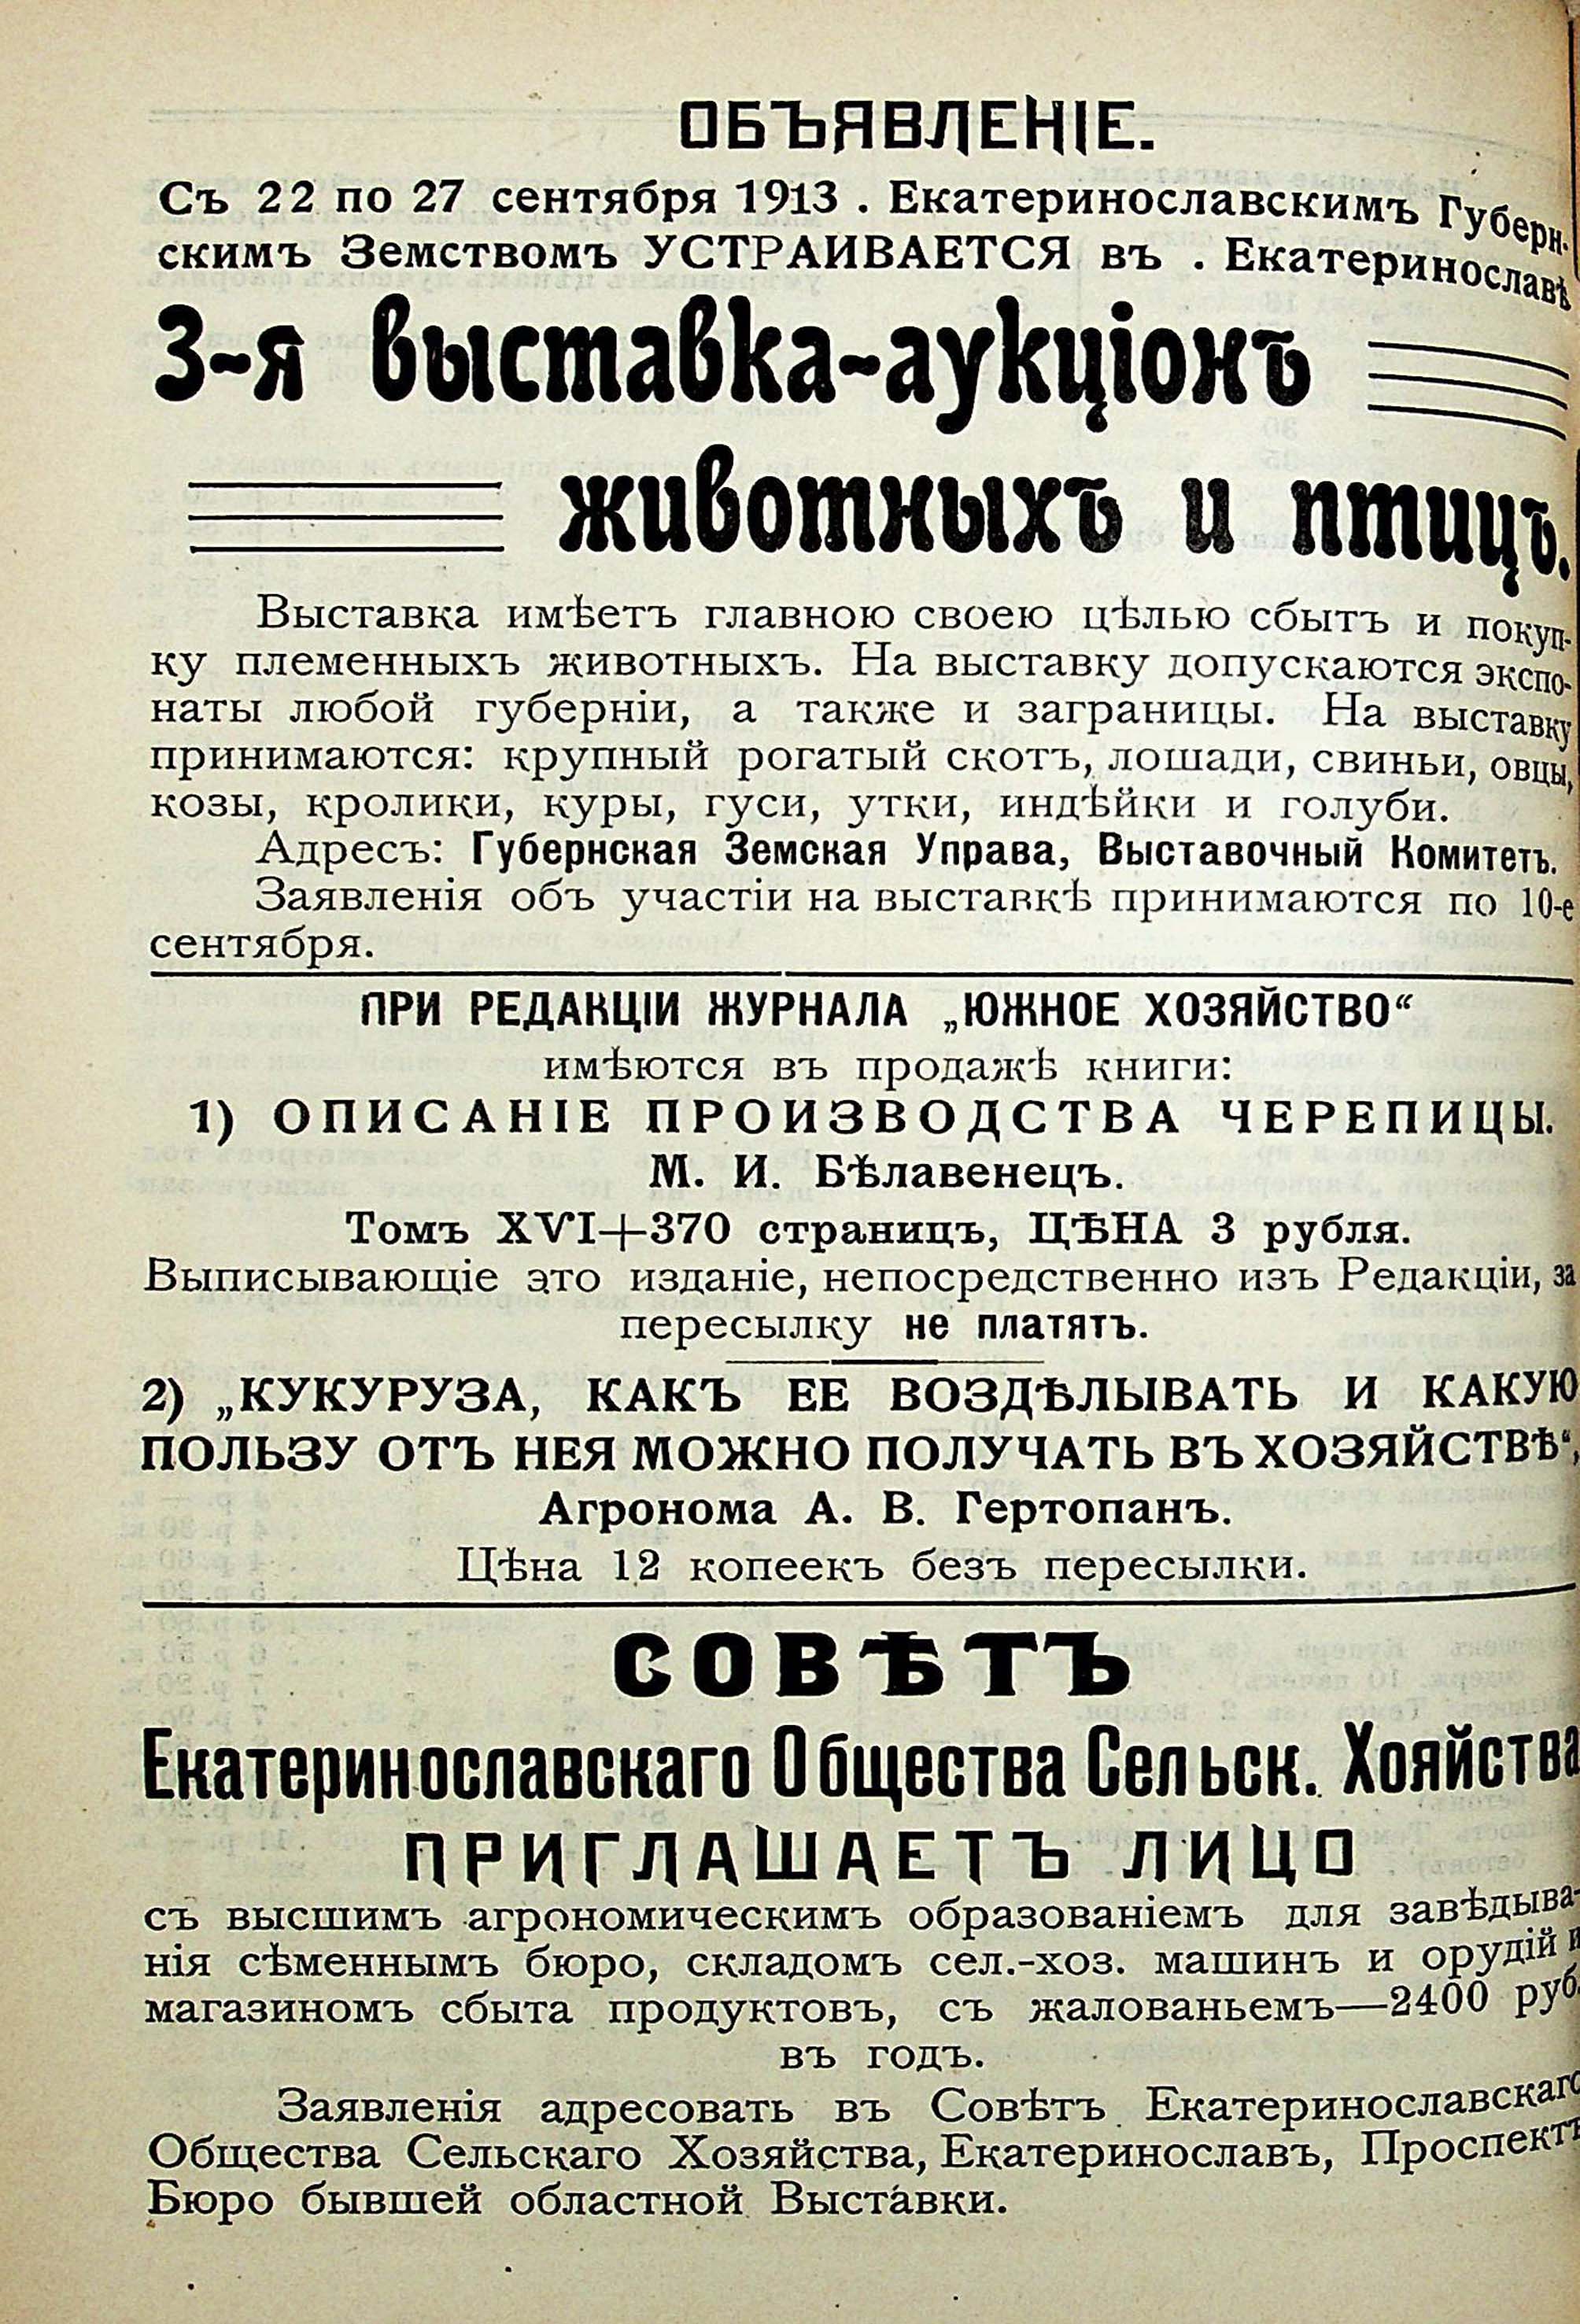 ОБЪЯВЛЕНІЕ.
Съ 22 по 27 сентября 1913 . Екатеринославскимъ Губерн-
скимъ Земствомъ УСТРАИВАЕТСЯ въ . Екатеринославѣ
3-я выставка-аукціонъ
животныхъ и птицъ.
Выставка имѣетъ главною своею цѣлью сбытъ и покуп-
ку племенныхъ животныхъ. На выставку допускаются экспо-
наты любой губерніи, а также и заграницы. На выставку
принимаются: крупный рогатый скотъ, лошади, свиньи, овцы,
козы, кролики, куры, гуси, утки, индѣйки и голуби.
Адресъ: Губернская Земская Управа, Выставочный Комитетъ.
Заявленія объ участіи на выставкѣ принимаются по 10-е
сентября.
ПРИ РЕДАКЦІИ ЖУРНАЛА „ЮЖНОЕ ХОЗЯЙСТВО“
имѣются въ продажѣ книги:
1) ОПИСАНІЕ ПРОИЗВОДСТВА ЧЕРЕПИЦЫ.
М. И. Бѣлавенецъ.
Томъ XVI+370 страницъ, ЦѢНА 3 рубля.
Выписывающіе это изданіе, непосредственно изъ Редакціи, за
пересылку не платятъ.
2) „КУКУРУЗА, КАКЪ ЕЕ ВОЗДѢЛЫВАТЬ И КАКУЮ
ПОЛЬЗУ ОТЪ НЕЯ МОЖНО ПОЛУЧАТЬ ВЪ ХОЗЯЙСТВѢ“,
Агронома А. В. Гертопанъ.
Цѣна 12 копеекъ безъ пересылки.
СОВѢТЪ
Екатеринославскаго Общества Сельск. Хояйства
ПРИГЛАШАЕТЪ ЛИЦО
съ высшимъ агрономическимъ образованіемъ для завѣдыва-
нія сѣменнымъ бюро, складомъ сел.-хоз. машинъ и орудій и
магазиномъ сбыта продуктовъ, съ жалованьемъ—2400 руб.
въ годъ.
Заявленія адресовать въ Совѣтъ Екатеринославскаго
Общества Сельскаго Хозяйства, Екатеринославъ, Проспектъ
Бюро бывшей областной Выставки.